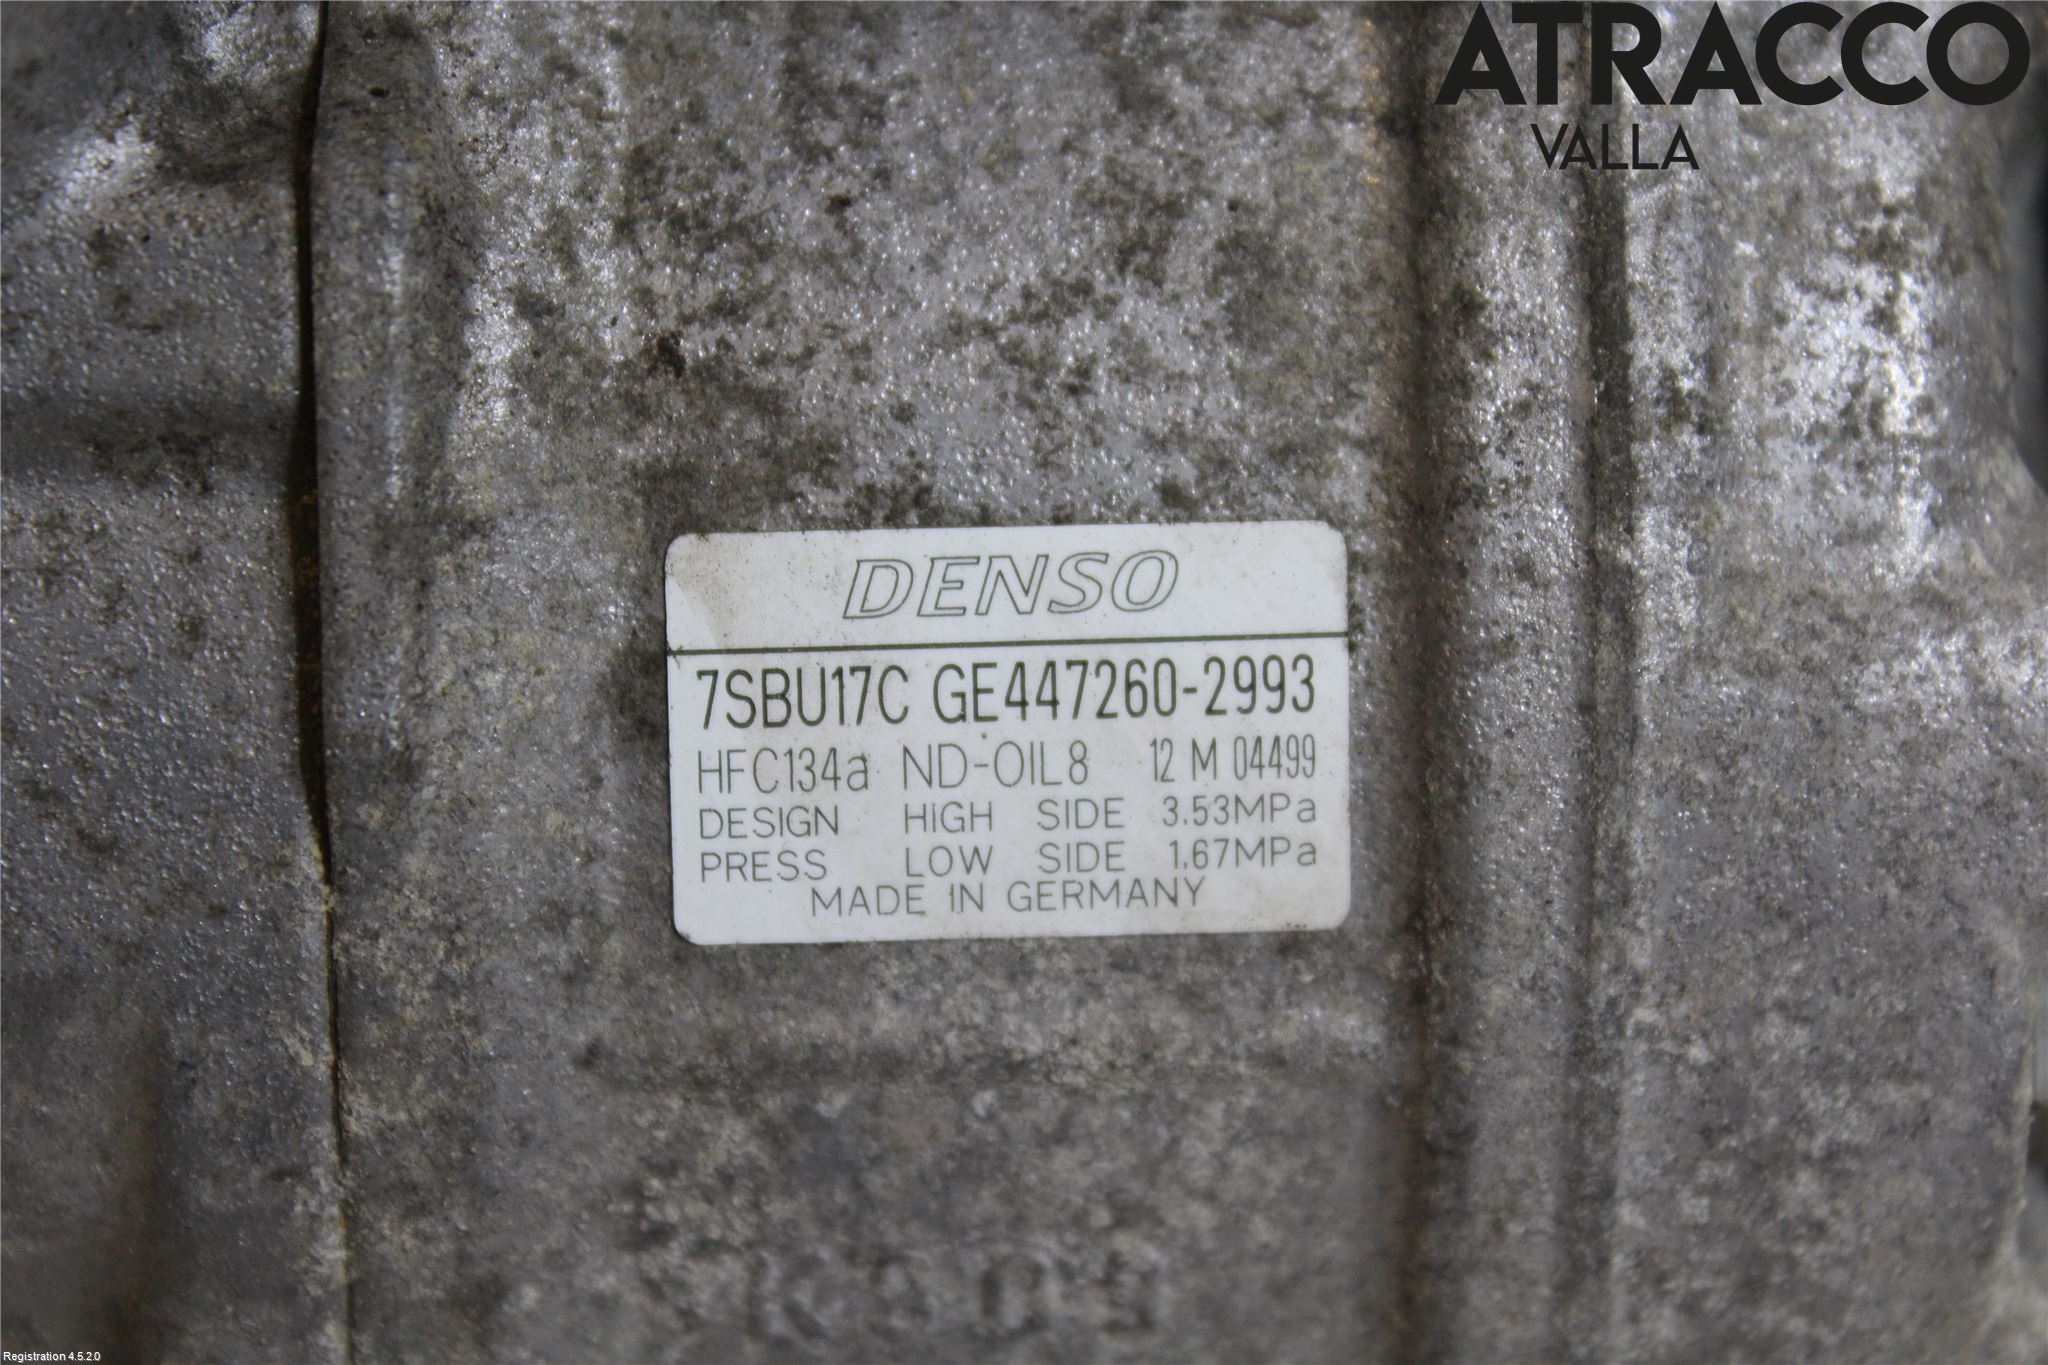 ATRACCO
VALLA
DENSO
7SBU17C GE447260-2993
HFC134a ND-OIL8 12 M 04499
DESIGN HIGH SIDE 3.53MPa
PRESS LOW SIDE 1.67MPa
MADE IN GERMANY
Registration 4.5.2.0